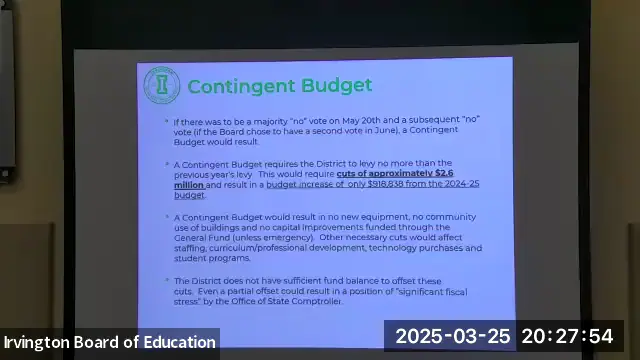 I
Contingent Budget
* If there was to be a majority "no" vote on May 20th and a subsequent "no"
vote (if the Board chose to have a second vote in June), a Contingent
Budget would result.
* A Contingent Budget requires the District to levy no more than the
previous year's levy. This would require cuts of approximately $2.6
million and result in a budget increase of only $918,838 from the 2024-25
budget.
* A Contingent Budget would result in no new equipment, no community
use of buildings and no capital improvements funded through the
General Fund (unless emergency). Other necessary cuts would affect
staffing, curriculum/professional development, technology purchases and
student programs.
* The District does not have sufficient fund balance to offset these
cuts. Even a partial offset could result in a position of "significant fiscal
stress" by the Office of State Comptroller.
Irvington Board of Education
2025-03-25 20:27:54